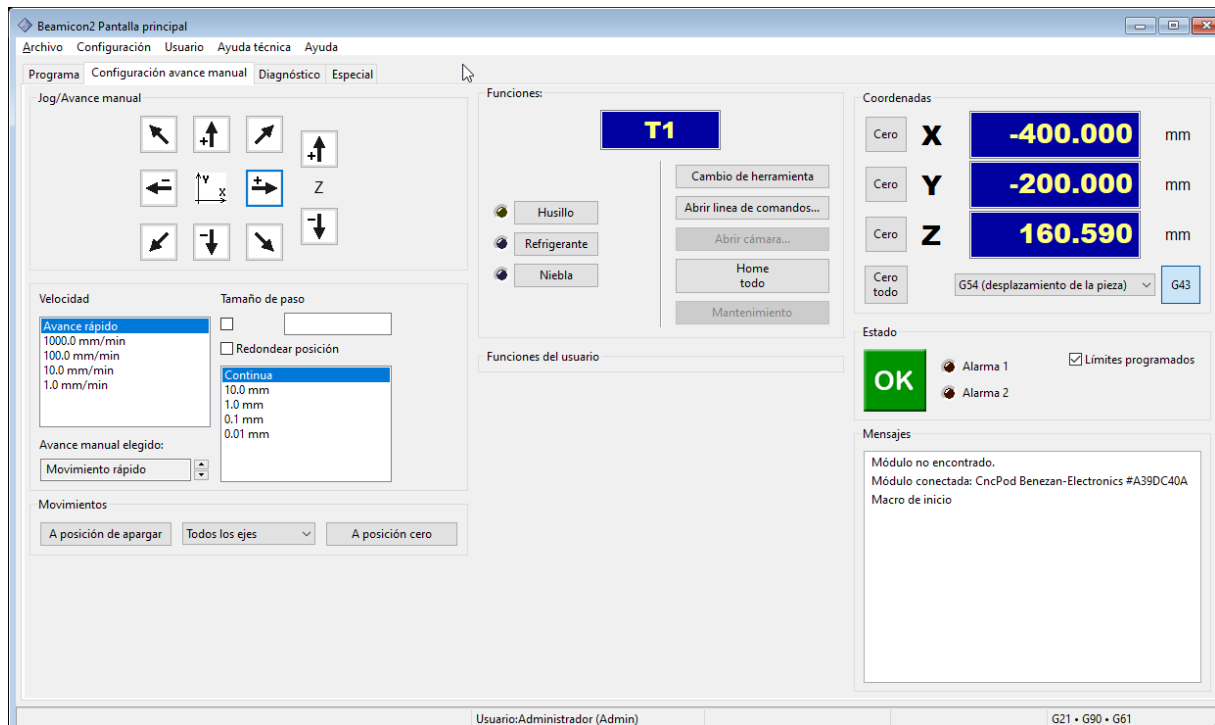 Beamicon2 Pantalla principal
Archivo Configuración Usuario Ayuda técnica Ayuda
Programa Configuración avance manual Diagnóstico Especial
Jog/Avance manual
+
+
- Y X + Z
-
-
Velocidad
Avance rápido
1000.0 mm/min
100.0 mm/min
10.0 mm/min
1.0 mm/min
Avance manual elegido:
Movimiento rápido
Tamaño de paso
Redondear posición
Continua
10.0 mm
1.0 mm
0.1 mm
0.01 mm
Movimientos
A posición de apargar Todos los ejes A posición cero
Funciones:
T1
Husillo
Refrigerante
Niebla
Cambio de herramienta
Abrir linea de comandos...
Abrir cámara...
Home
todo
Mantenimiento
Funciones del usuario
Coordenadas
Cero X -400.000 mm
Cero Y -200.000 mm
Cero Z 160.590 mm
Cero
todo
G54 (desplazamiento de la pieza) G43
Estado
OK
Alarma 1
Alarma 2
Límites programados
Mensajes
Módulo no encontrado.
Módulo conectada: CncPod Benezan-Electronics #A39DC40A
Macro de inicio
Usuario:Administrador (Admin) G21 • G90 • G61